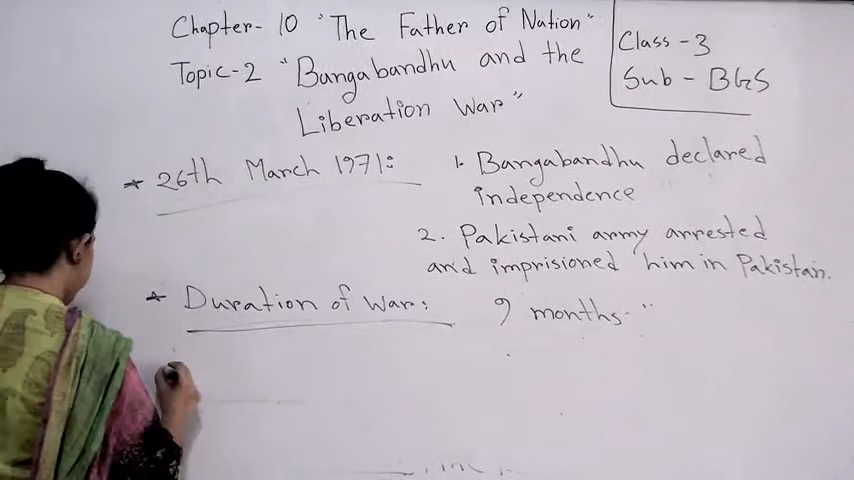 Chapter- 10 "The Father of Nation"
Topic-2 "Bangabandhu and the
Liberation War"
Class -3
Sub - BGS
* 26th March 1971:
1. Bangabandhu declared
independence
2. Pakistani army arrested
and imprisioned him in Pakistan.
* Duration of War:
9 months.